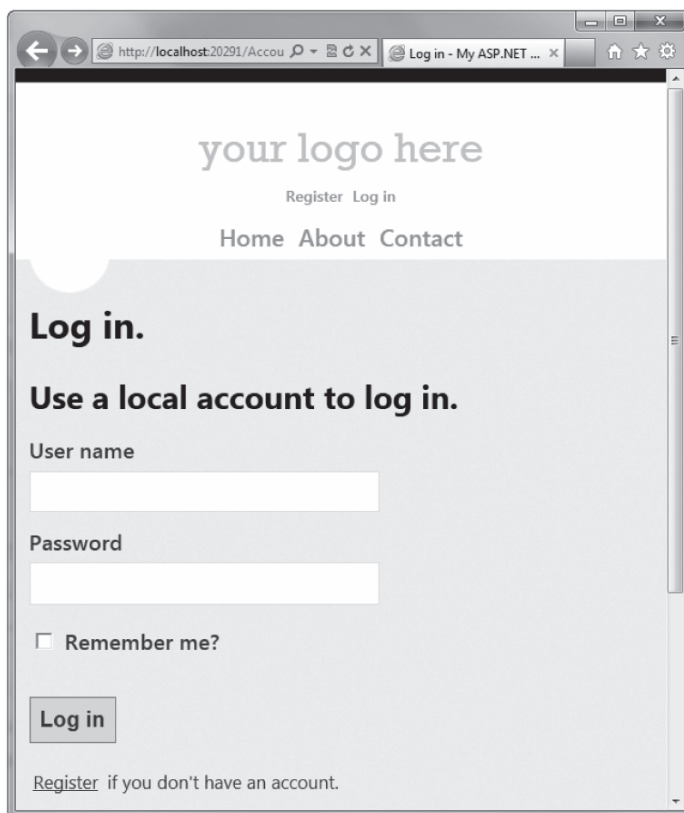 http://localhost:20291/Accou
Log in - My ASP.NET ...
your logo here
Register Log in
Home About Contact
Log in.
Use a local account to log in.
User name
Password
Remember me?
Log in
Register if you don't have an account.